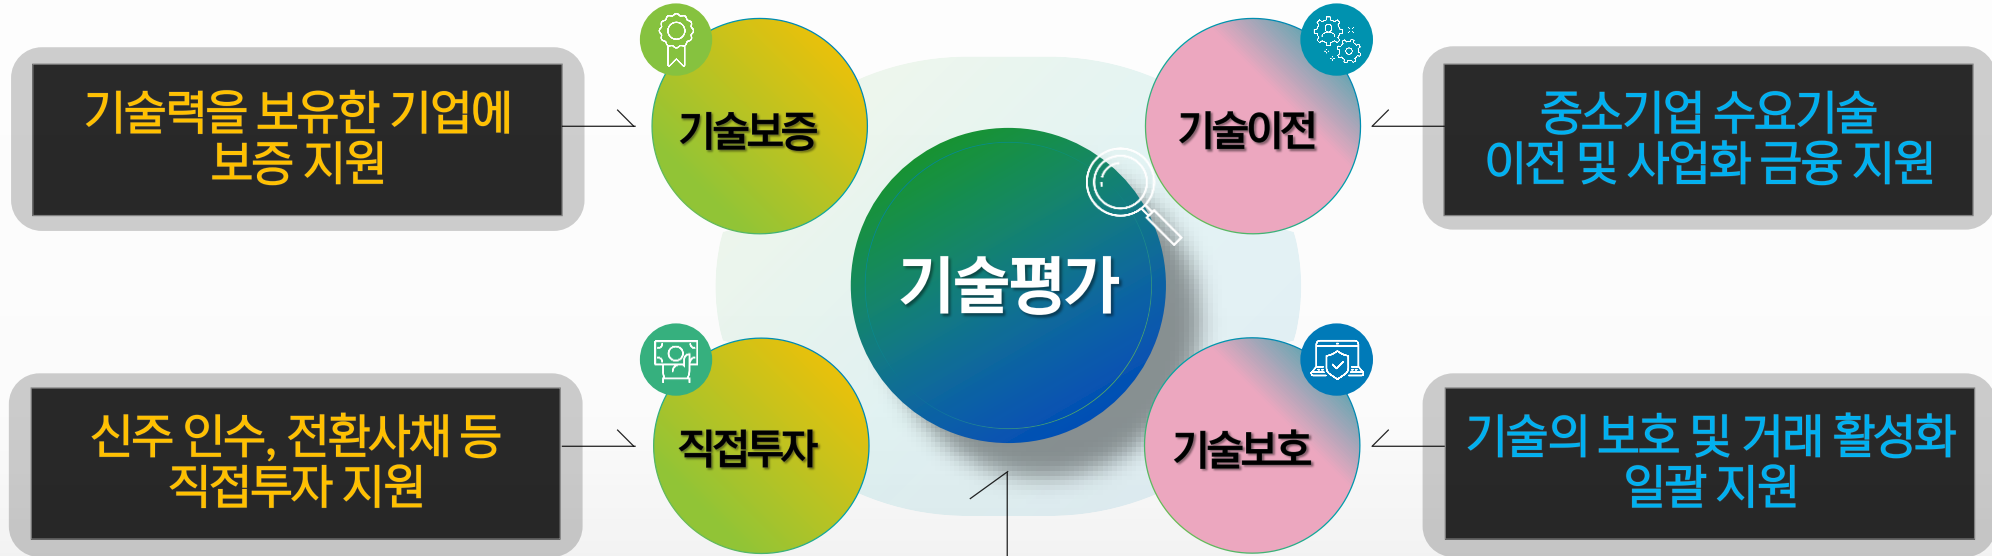 기술력을 보유한 기업에
보증 지원
기술보증
기술이전
중소기업 수요기술
이전 및 사업화 금융 지원
기술평가
신주 인수, 전환사채 등
직접투자 지원
직접투자
기술보호
기술의 보호 및 거래 활성화
일괄 지원